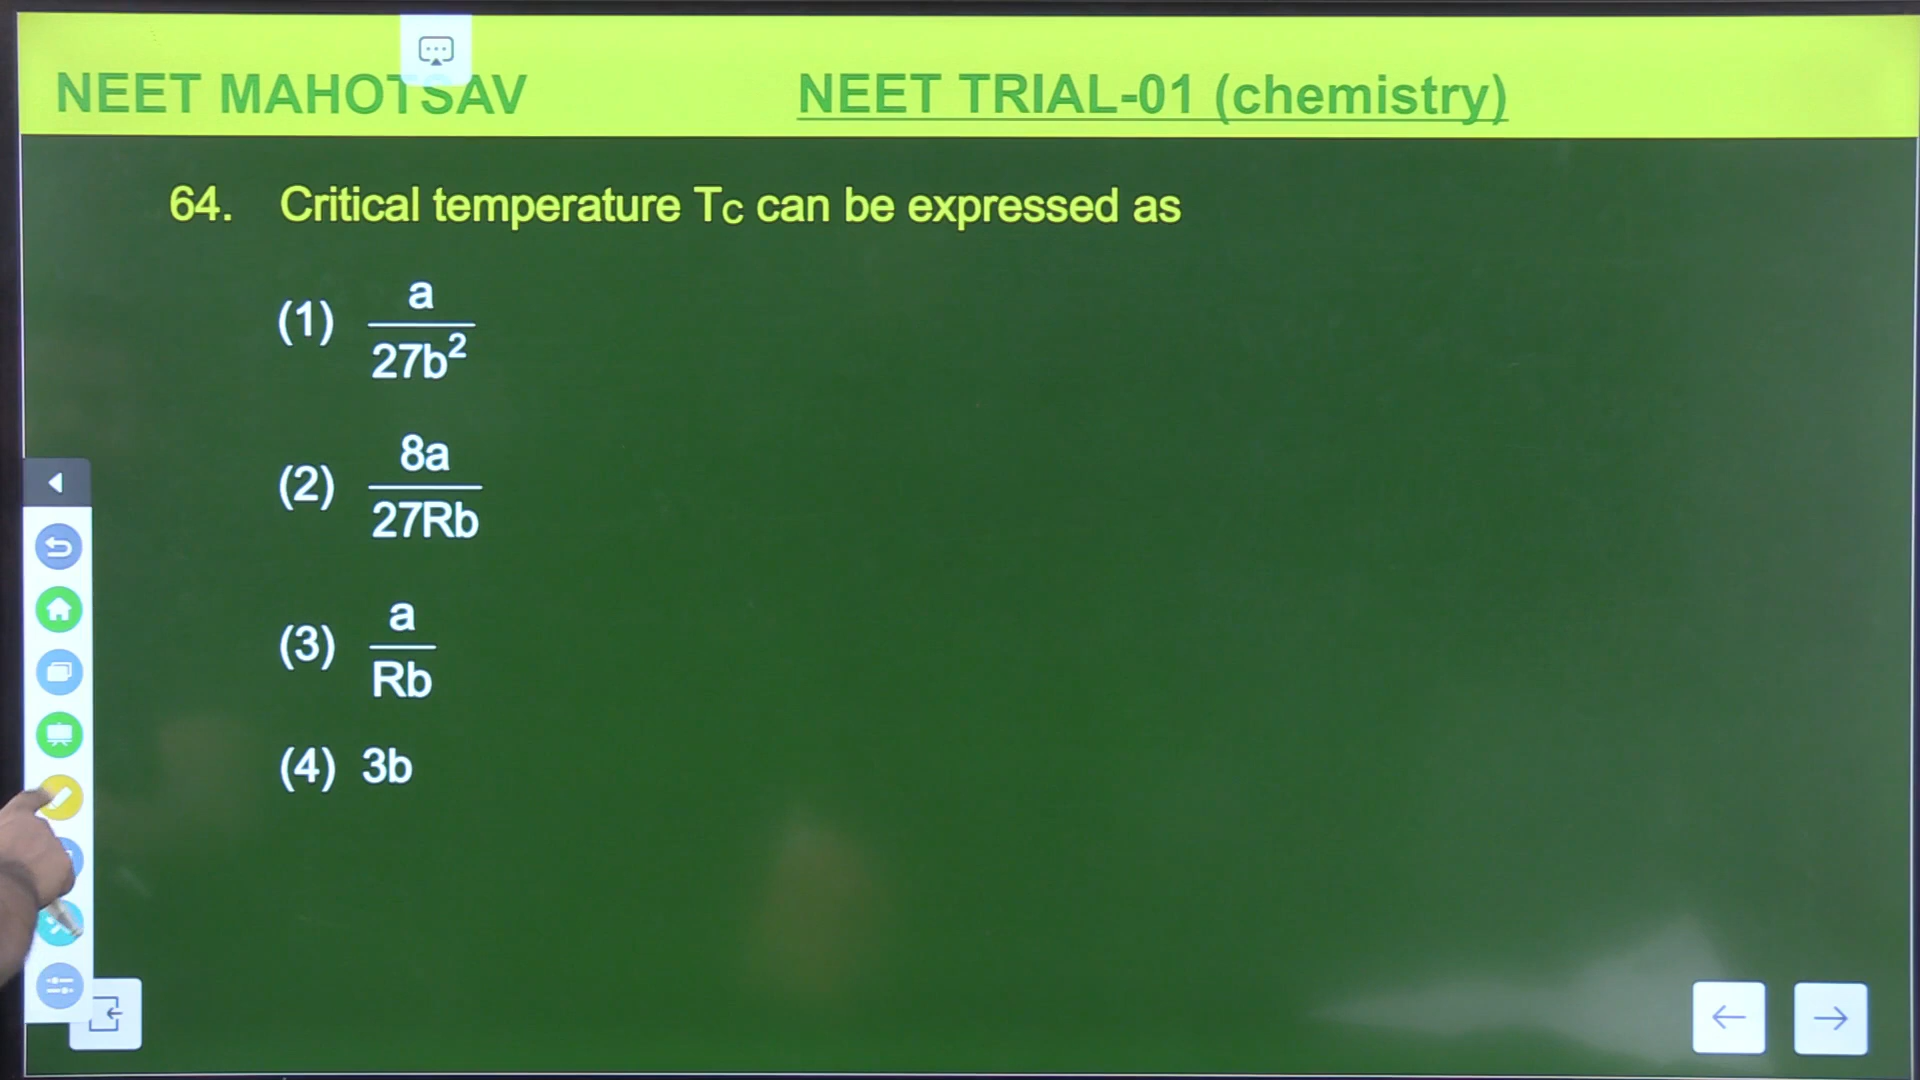 NEET MAHOTSAV
NEET TRIAL-01 (chemistry)
64. Critical temperature TC can be expressed as
(1) a
27b²
(2) 8a
27Rb
(3) a
Rb
(4) 3b